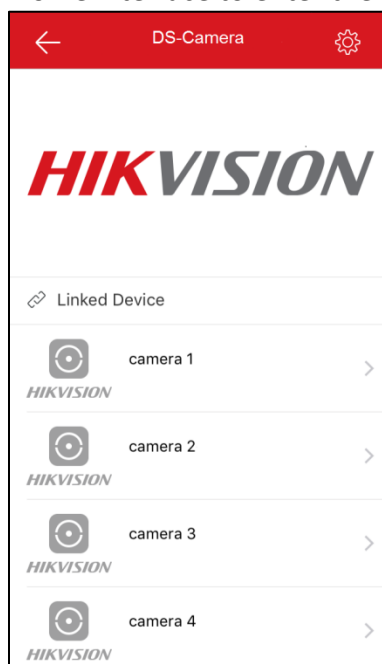 DS-Camera
HIKVISION
Linked Device
camera 1
HIKVISION
camera 2
HIKVISION
camera 3
HIKVISION
camera 4
HIKVISION